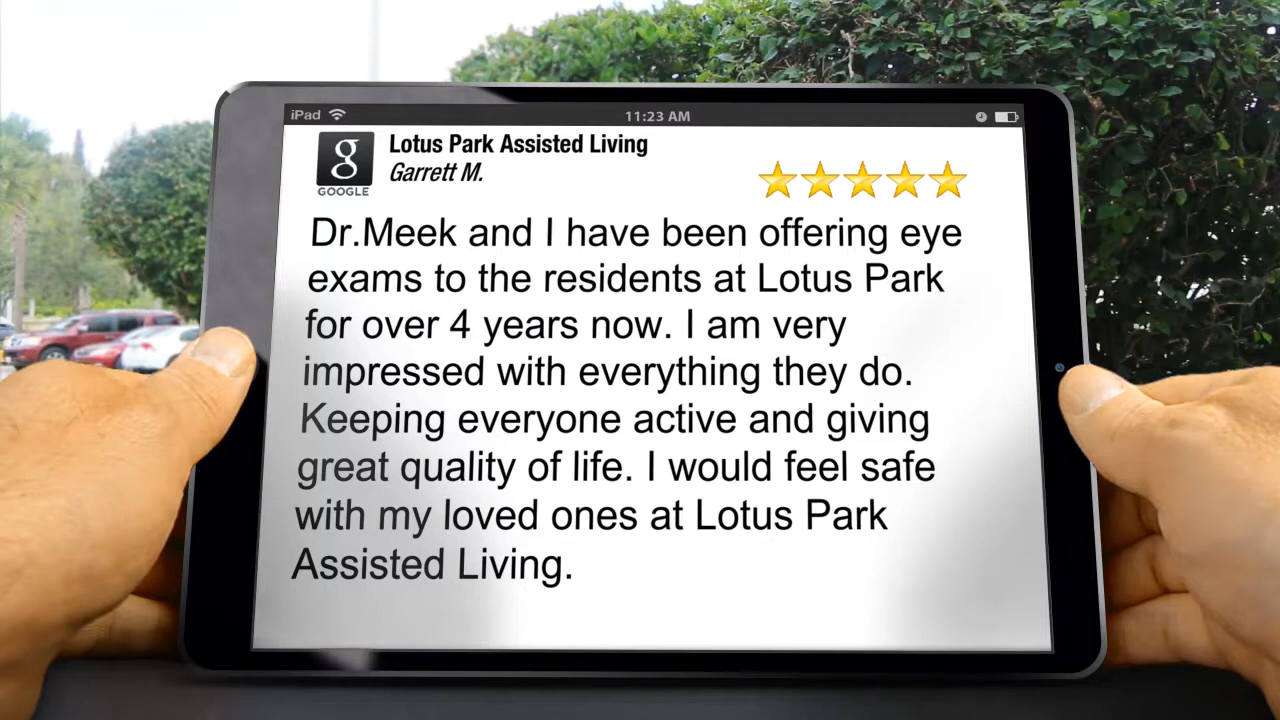 iPad 11:23 AM
g
GOOGLE
Lotus Park Assisted Living
Garrett M.
Dr.Meek and I have been offering eye
exams to the residents at Lotus Park
for over 4 years now. I am very
impressed with everything they do.
Keeping everyone active and giving
great quality of life. I would feel safe
with my loved ones at Lotus Park
Assisted Living.